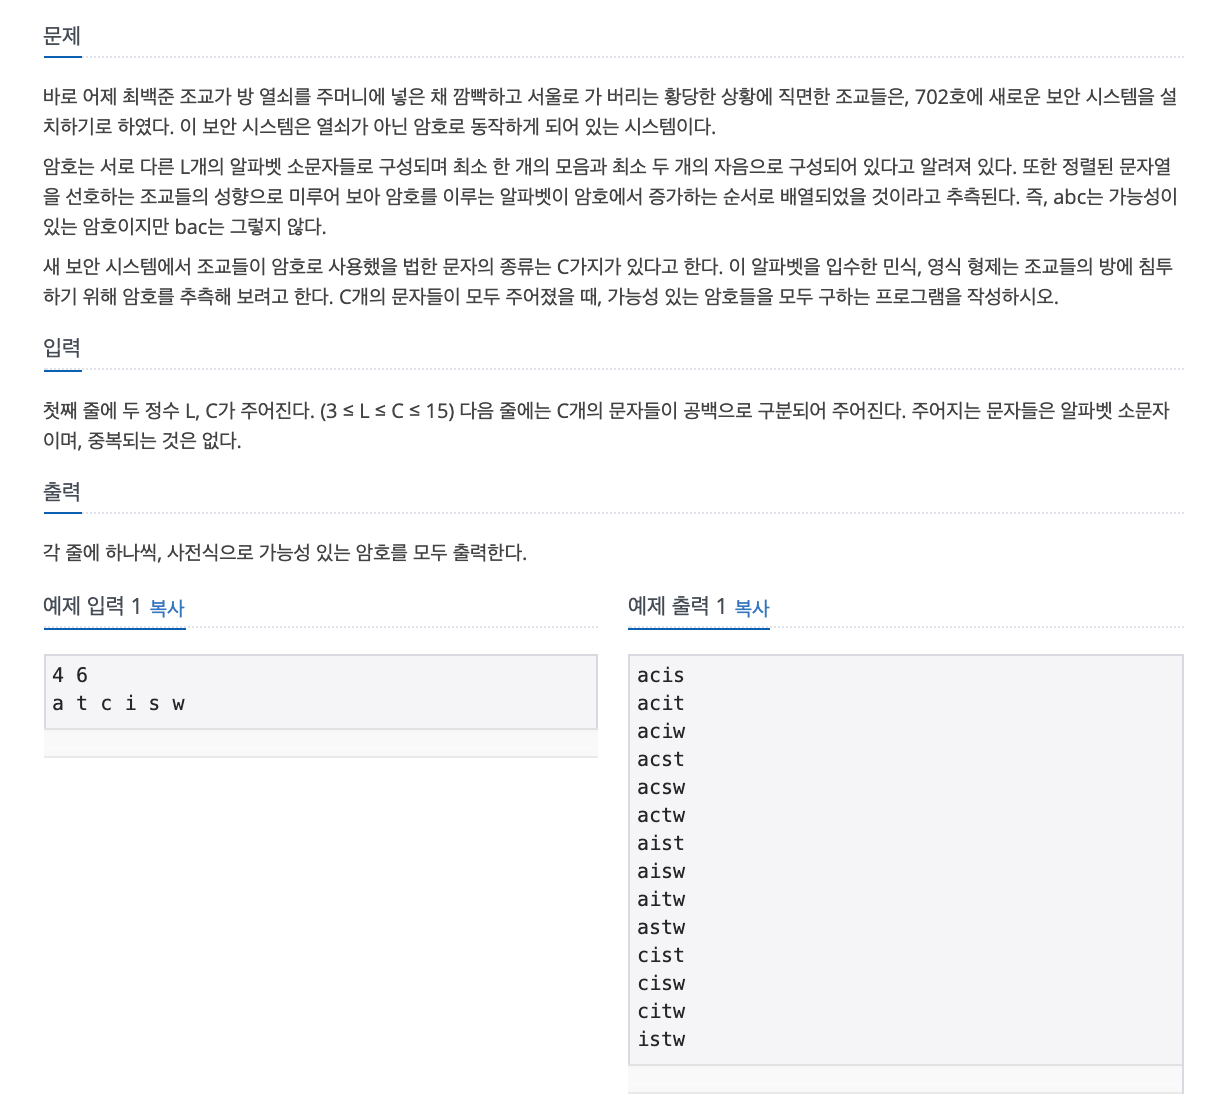 문제
바로 어제 최백준 조교가 방 열쇠를 주머니에 넣은 채 깜빡하고 서울로 가 버리는 황당한 상황에 직면한 조교들은, 702호에 새로운 보안 시스템을 설
치하기로 하였다. 이 보안 시스템은 열쇠가 아닌 암호로 동작하게 되어 있는 시스템이다.
암호는 서로 다른 L개의 알파벳 소문자들로 구성되며 최소 한 개의 모음과 최소 두 개의 자음으로 구성되어 있다고 알려져 있다. 또한 정렬된 문자열
을 선호하는 조교들의 성향으로 미루어 보아 암호를 이루는 알파벳이 암호에서 증가하는 순서로 배열되었을 것이라고 추측된다. 즉, abc는 가능성이
있는 암호이지만 bac는 그렇지 않다.
새 보안 시스템에서 조교들이 암호로 사용했을 법한 문자의 종류는 C가지가 있다고 한다. 이 알파벳을 입수한 민식, 영식 형제는 조교들의 방에 침투
하기 위해 암호를 추측해 보려고 한다. C개의 문자들이 모두 주어졌을 때, 가능성 있는 암호들을 모두 구하는 프로그램을 작성하시오.
입력
첫째 줄에 두 정수 L, C가 주어진다. (3 ≤ L ≤ C ≤ 15) 다음 줄에는 C개의 문자들이 공백으로 구분되어 주어진다. 주어지는 문자들은 알파벳 소문자
이며, 중복되는 것은 없다.
출력
각 줄에 하나씩, 사전식으로 가능성 있는 암호를 모두 출력한다.
예제 입력 1 복사
4 6
a t c i s w
예제 출력 1 복사
acis
acit
aciw
acst
acsw
actw
aist
aisw
aitw
astw
cist
cisw
citw
istw